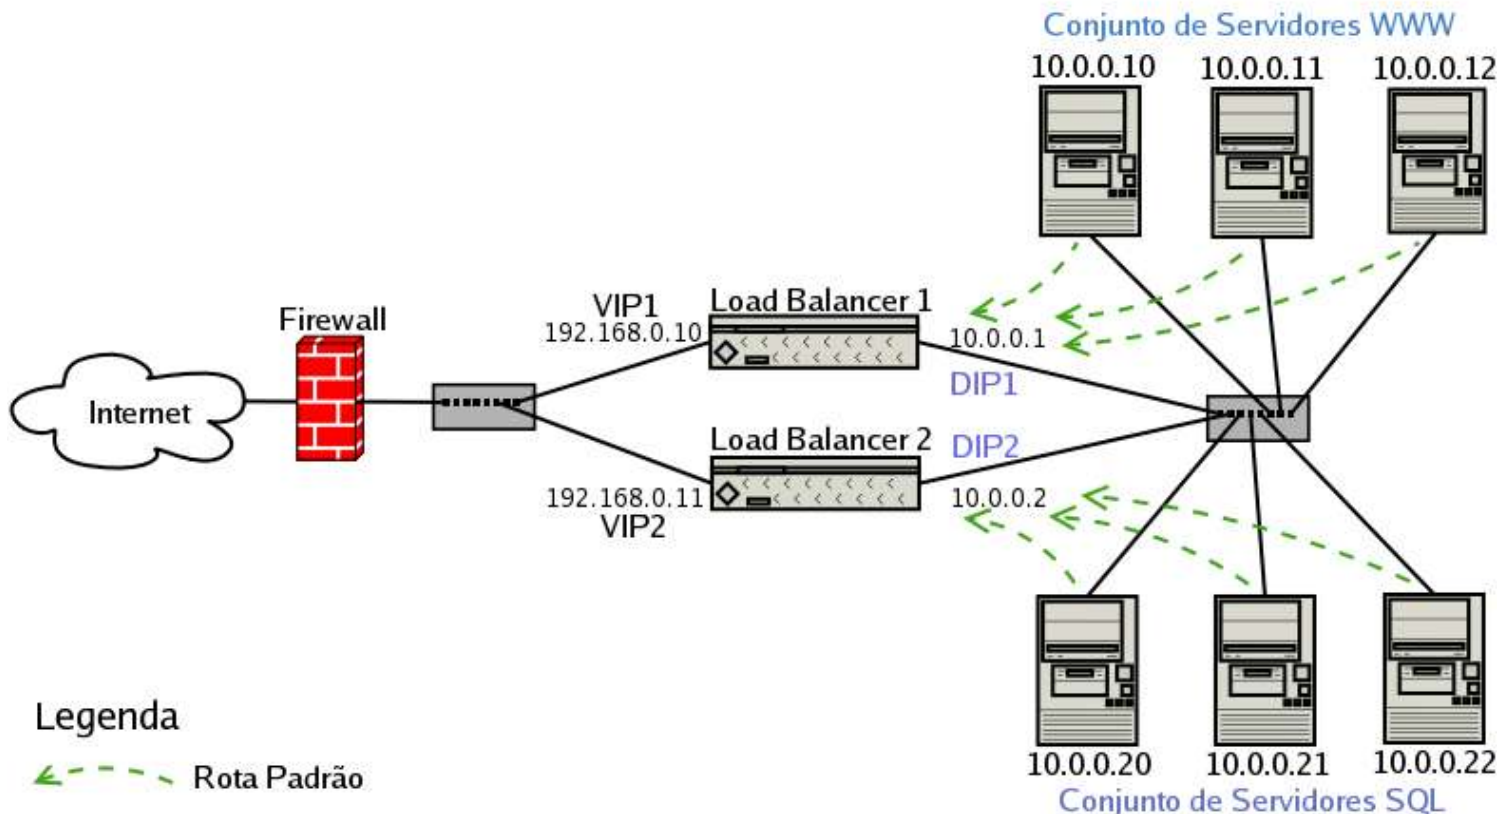 Conjunto de Servidores WWW
10.0.0.10
10.0.0.11
10.0.0.12
Firewall
VIP1
192.168.0.10
Load Balancer 1
10.0.0.1
DIP1
Internet
Load Balancer 2
DIP2
192.168.0.11
VIP2
10.0.0.2
Legenda
Rota Padrão
10.0.0.20
10.0.0.21
10.0.0.22
Conjunto de Servidores SQL